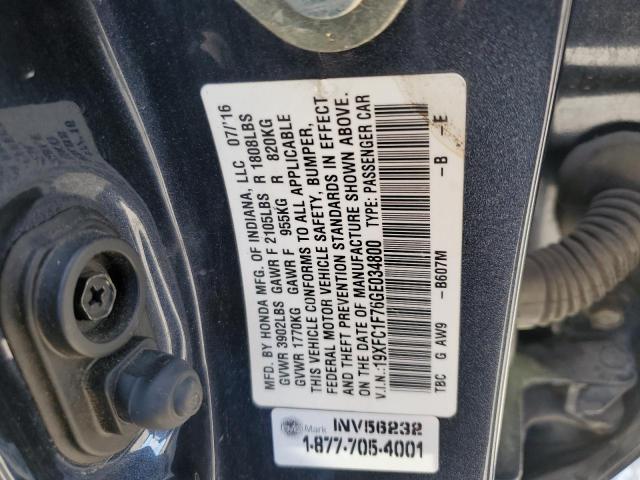 MFD. BY HONDA MFG. OF INDIANA, LLC 07/16
GVWR 3902LBS GAWR F 2105LBS R 1808LBS
GVWR 1770KG GAWR F 955KG R 820KG
THIS VEHICLE CONFORMS TO ALL APPLICABLE
FEDERAL MOTOR VEHICLE SAFETY, BUMPER,
AND THEFT PREVENTION STANDARDS IN EFFECT
ON THE DATE OF MANUFACTURE SHOWN ABOVE.
V.I.N.:19XFC1F76GE034800 TYPE: PASSENGER CAR
TBC G AW9 -B607M -B -E
Mark INV56232
1-877-705-4001